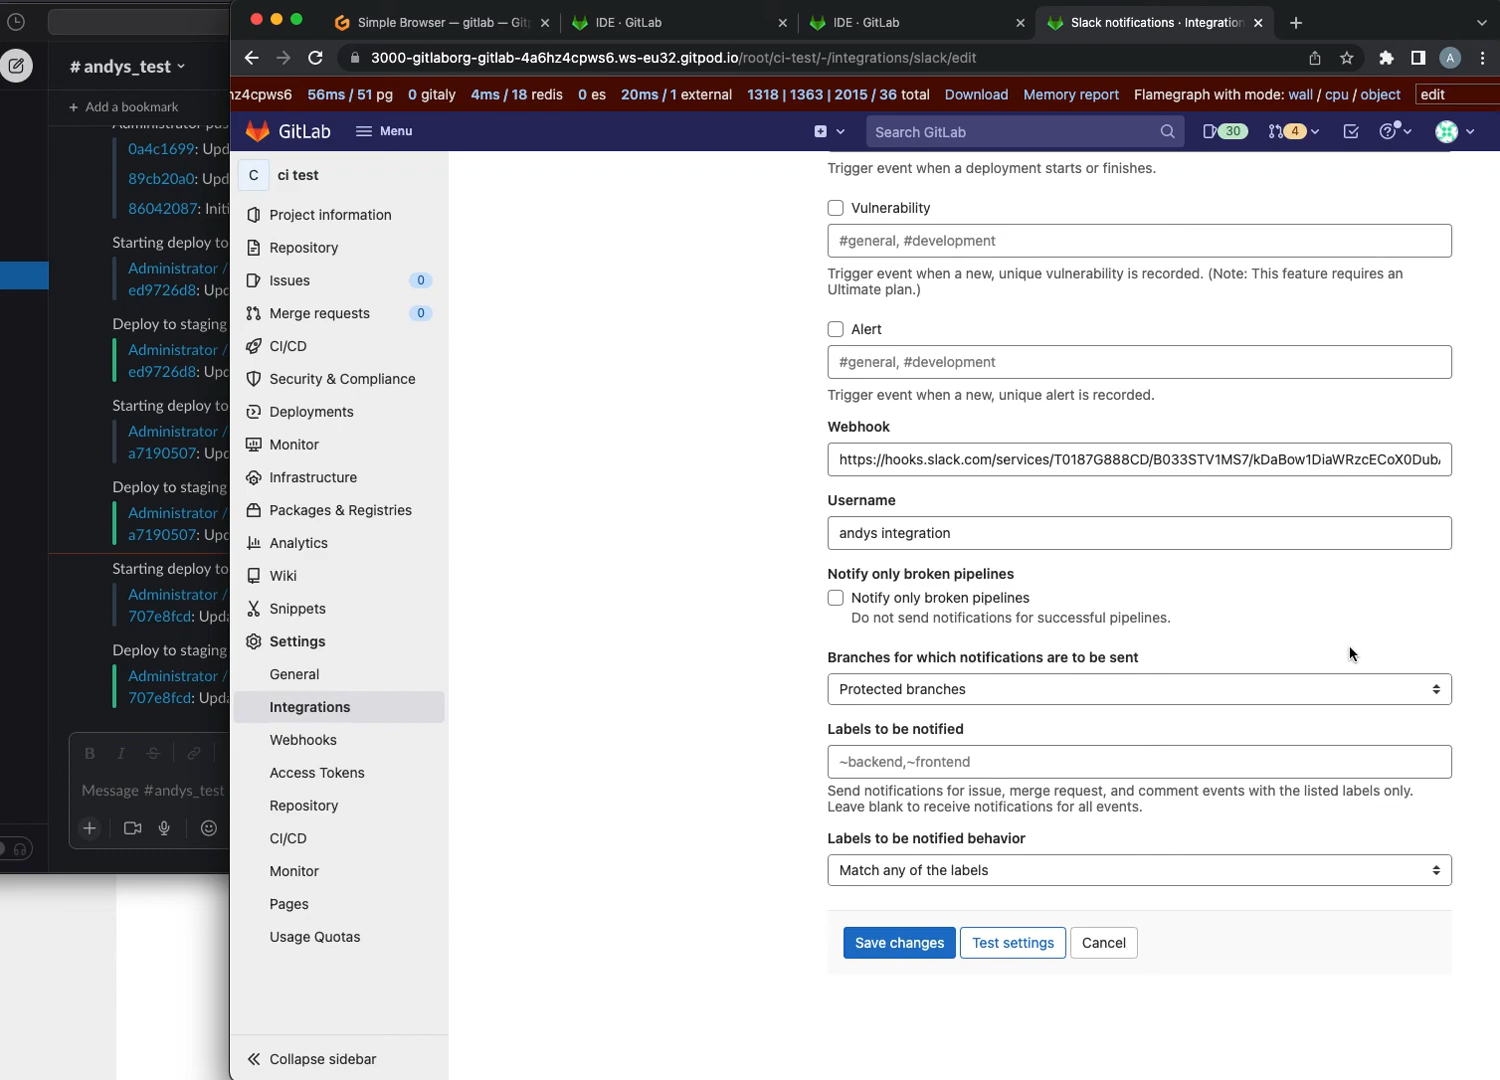 # andys_test
+ Add a bookmark
0a4c1699: Upd
89cb20a0: Upd
86042087: Initi
Starting deploy to
Administrator /
ed9726d8: Upd
Deploy to staging
Administrator /
ed9726d8: Upd
Starting deploy to
Administrator /
a7190507: Upd
Deploy to staging
Administrator /
a7190507: Upd
Starting deploy to
Administrator /
707e8fcd: Upda
Deploy to staging
Administrator /
707e8fcd: Upda
B I S
Message #andys_test
Simple Browser — gitlab — Git
IDE · GitLab
IDE · GitLab
Slack notifications · Integration
3000-gitlaborg-gitlab-4a6hz4cpws6.ws-eu32.gitpod.io/root/ci-test/-/integrations/slack/edit
A
hz4cpws6 56ms / 51 pg 0 gitaly 4ms / 18 redis 0 es 20ms / 1 external 1318 | 1363 | 2015 / 36 total Download Memory report Flamegraph with mode: wall / cpu / object edit
GitLab Menu Search GitLab 30 4
C ci test
Project information
Repository
Issues 0
Merge requests 0
CI/CD
Security & Compliance
Deployments
Monitor
Infrastructure
Packages & Registries
Analytics
Wiki
Snippets
Settings
General
Integrations
Webhooks
Access Tokens
Repository
CI/CD
Monitor
Pages
Usage Quotas
Collapse sidebar
Trigger event when a deployment starts or finishes.
Vulnerability
#general, #development
Trigger event when a new, unique vulnerability is recorded. (Note: This feature requires an
Ultimate plan.)
Alert
#general, #development
Trigger event when a new, unique alert is recorded.
Webhook
https://hooks.slack.com/services/T0187G888CD/B033STV1MS7/kDaBow1DiaWRzcECoX0Dub
Username
andys integration
Notify only broken pipelines
Notify only broken pipelines
Do not send notifications for successful pipelines.
Branches for which notifications are to be sent
Protected branches
Labels to be notified
~backend,~frontend
Send notifications for issue, merge request, and comment events with the listed labels only.
Leave blank to receive notifications for all events.
Labels to be notified behavior
Match any of the labels
Save changes Test settings Cancel